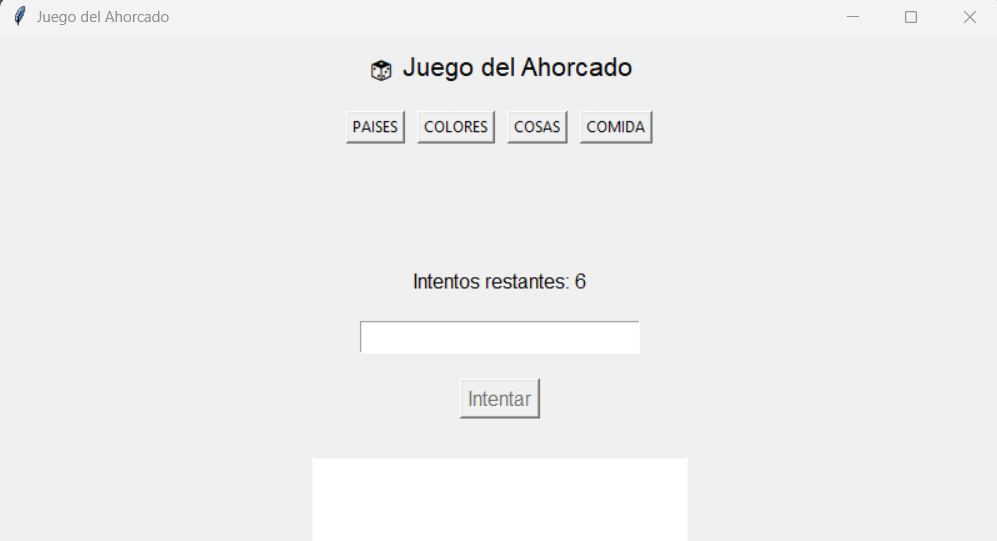 Juego del Ahorcado
Juego del Ahorcado
PAISES COLORES COSAS COMIDA
Intentos restantes: 6
Intentar